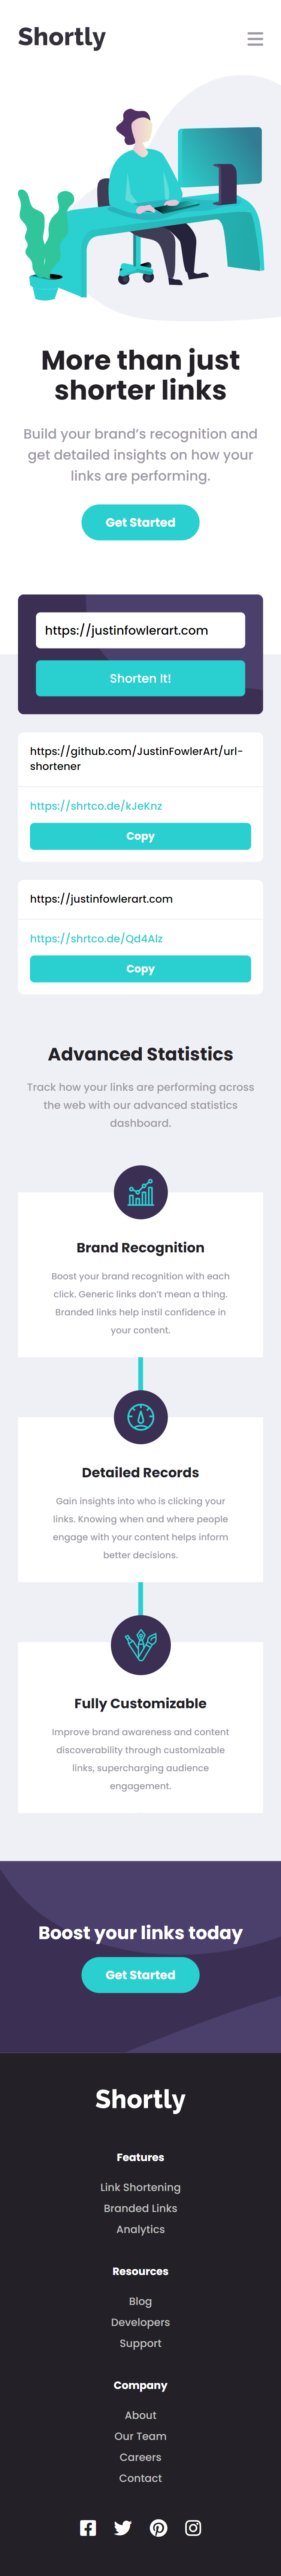 Shortly
More than just
shorter links
Build your brand's recognition and
get detailed insights on how your
links are performing.
Get Started
https://justinfowlerart.com
Shorten It!
https://github.com/JustinFowlerArt/url-
shortener
https://shrtco.de/kJeKnz
Copy
https://justinfowlerart.com
https://shrtco.de/Qd4Alz
Copy
Advanced Statistics
Track how your links are performing across
the web with our advanced statistics
dashboard.
Brand Recognition
Boost your brand recognition with each
click. Generic links don't mean a thing.
Branded links help instil confidence in
your content.
Detailed Records
Gain insights into who is clicking your
links. Knowing when and where people
engage with your content helps inform
better decisions.
Fully Customizable
Improve brand awareness and content
discoverability through customizable
links, supercharging audience
engagement.
Boost your links today
Get Started
Shortly
Features
Link Shortening
Branded Links
Analytics
Resources
Blog
Developers
Support
Company
About
Our Team
Careers
Contact